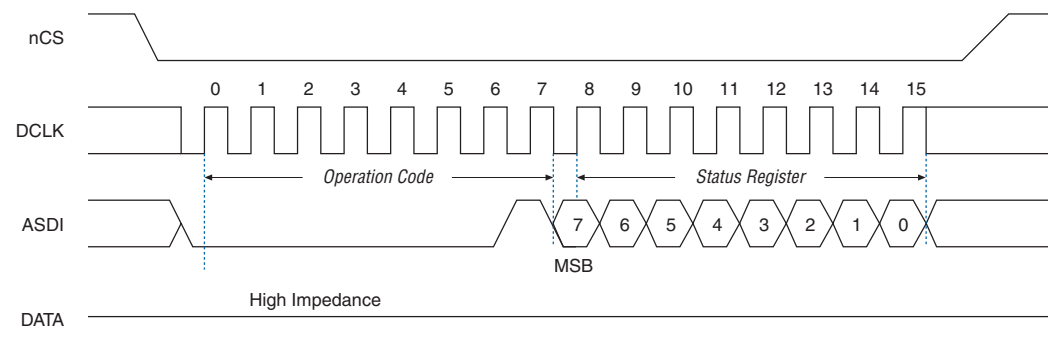 nCS
0 1 2 3 4 5 6 7 8 9 10 11 12 13 14 15
DCLK
Operation Code Status Register
ASDI 7 6 5 4 3 2 1 0
MSB
High Impedance
DATA